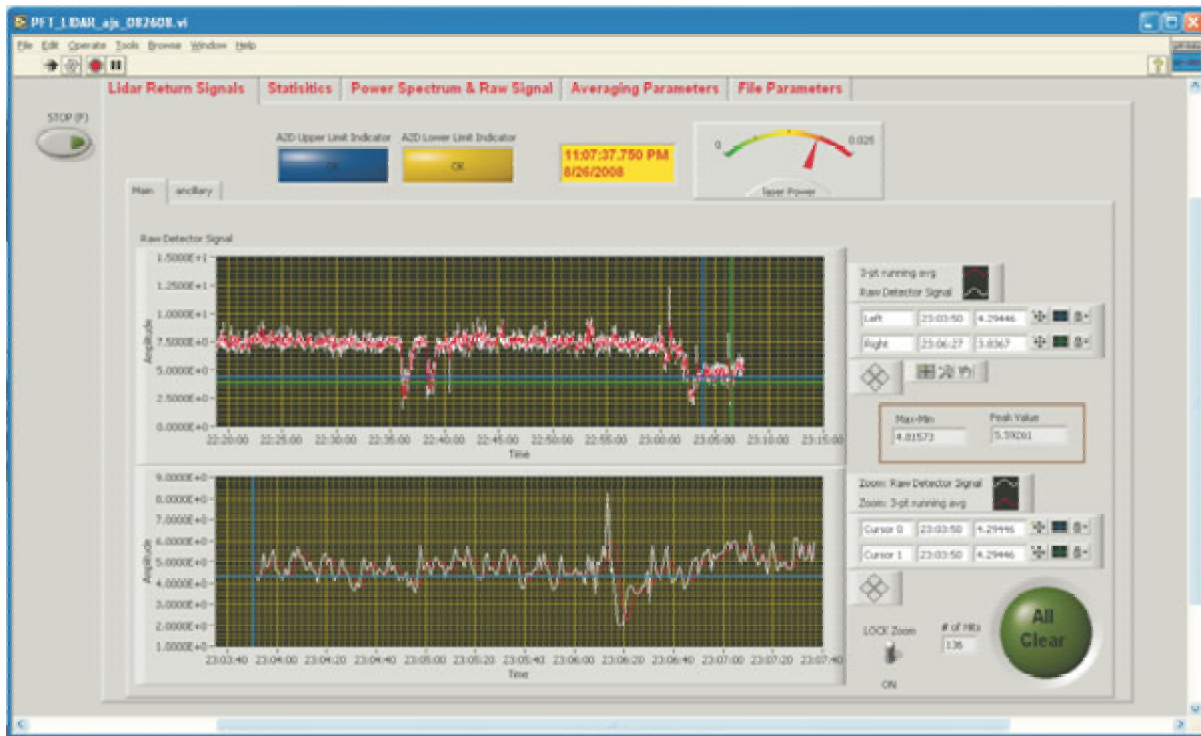 PFT_LIDAR_ajs_082608.vi
File Edit Operate Tools Browse Window Help
Lidar Return Signals Statisitics Power Spectrum & Raw Signal Averaging Parameters File Parameters
STOP (F)
A2D Upper Limit Indicator A2D Lower Limit Indicator
OK OK
11:07:37.750 PM
8/26/2008
0 0.025
laser Power
Main ancillary
Raw Detector Signal
1.5000E+1
1.2500E+1
1.0000E+1
7.5000E+0
5.0000E+0
2.5000E+0
0.0000E+0
Amplitude
22:20:00 22:25:00 22:30:00 22:35:00 22:40:00 22:45:00 22:50:00 22:55:00 23:00:00 23:05:00 23:10:00 23:15:00
Time
3-pt running avg
Raw Detector Signal
Left 23:03:50 4.29446
Right 23:06:27 3.8367
Max-Min Peak Value
4.81573 5.59261
9.0000E+0
8.0000E+0
7.0000E+0
6.0000E+0
5.0000E+0
4.0000E+0
3.0000E+0
2.0000E+0
1.0000E+0
Amplitude
23:03:40 23:04:00 23:04:20 23:04:40 23:05:00 23:05:20 23:05:40 23:06:00 23:06:20 23:06:40 23:07:00 23:07:20 23:07:40
Time
Zoom: Raw Detector Signal
Zoom: 3-pt running avg
Cursor 0 23:03:50 4.29446
Cursor 1 23:03:50 4.29446
LOCK Zoom
ON
# of Hits
136
All
Clear